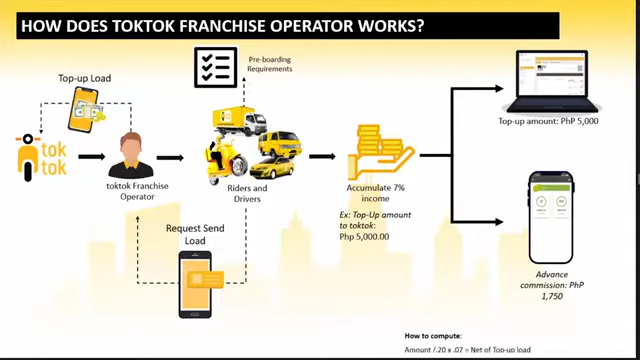 HOW DOES TOKTOK FRANCHISE OPERATOR WORKS?
Pre-boarding
Requirements
Top-up Load
tok
tok
toktok Franchise
Operator
Riders and
Drivers
Accumulate 7%
income
Ex: Top-Up amount
to toktok:
Php 5,000.00
Top-up amount: PhP 5,000
Request Send
Load
Advance
commission: PhP
1,750
How to compute:
Amount /.20 x .07 = Net of Top-up load